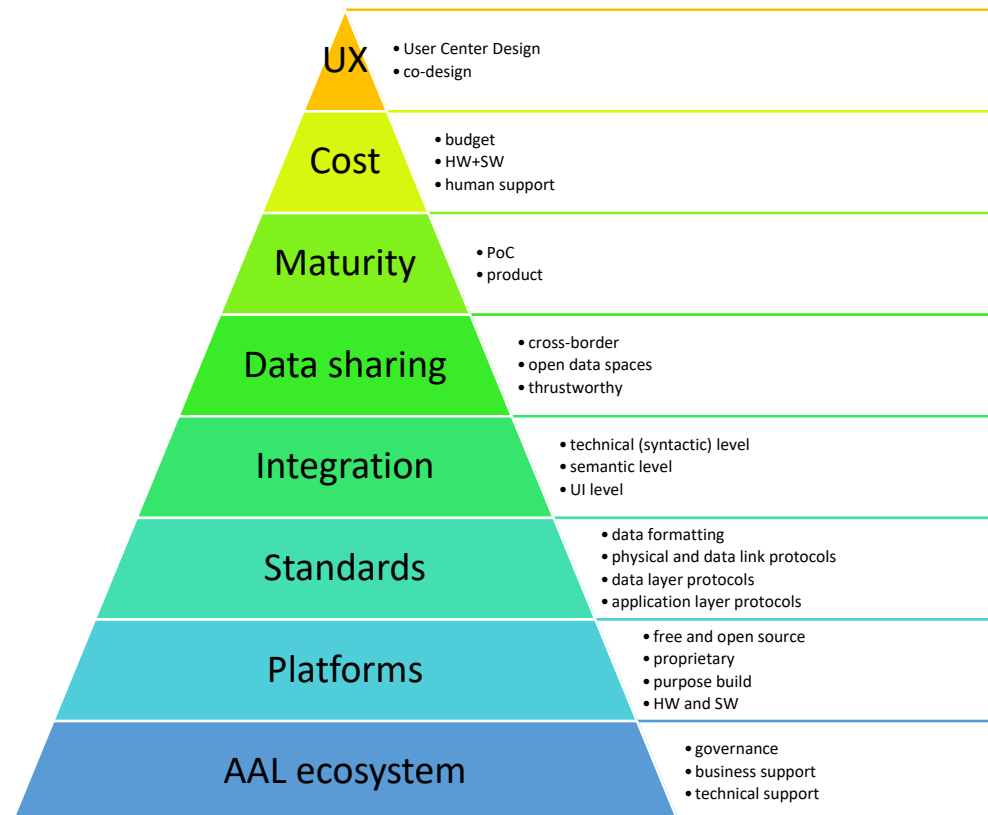 UX
• User Center Design
• co-design
Cost
• budget
• HW+SW
• human support
Maturity
• PoC
• product
Data sharing
• cross-border
• open data spaces
• thrustworthy
Integration
• technical (syntactic) level
• semantic level
• UI level
Standards
• data formatting
• physical and data link protocols
• data layer protocols
• application layer protocols
Platforms
• free and open source
• proprietary
• purpose build
• HW and SW
AAL ecosystem
• governance
• business support
• technical support